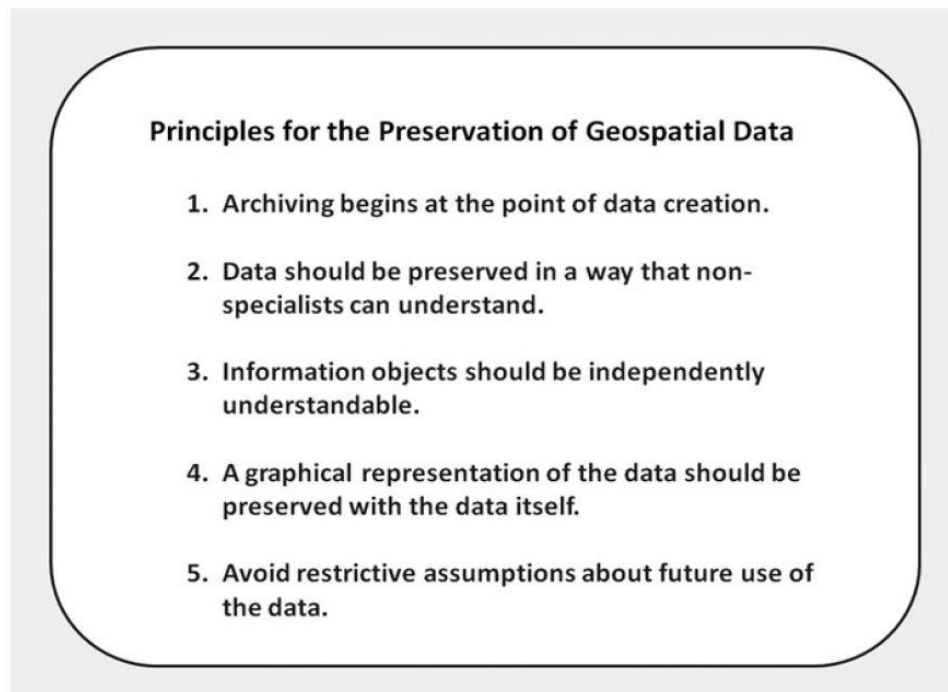 Principles for the Preservation of Geospatial Data
1. Archiving begins at the point of data creation.
2. Data should be preserved in a way that non-
specialists can understand.
3. Information objects should be independently
understandable.
4. A graphical representation of the data should be
preserved with the data itself.
5. Avoid restrictive assumptions about future use of
the data.